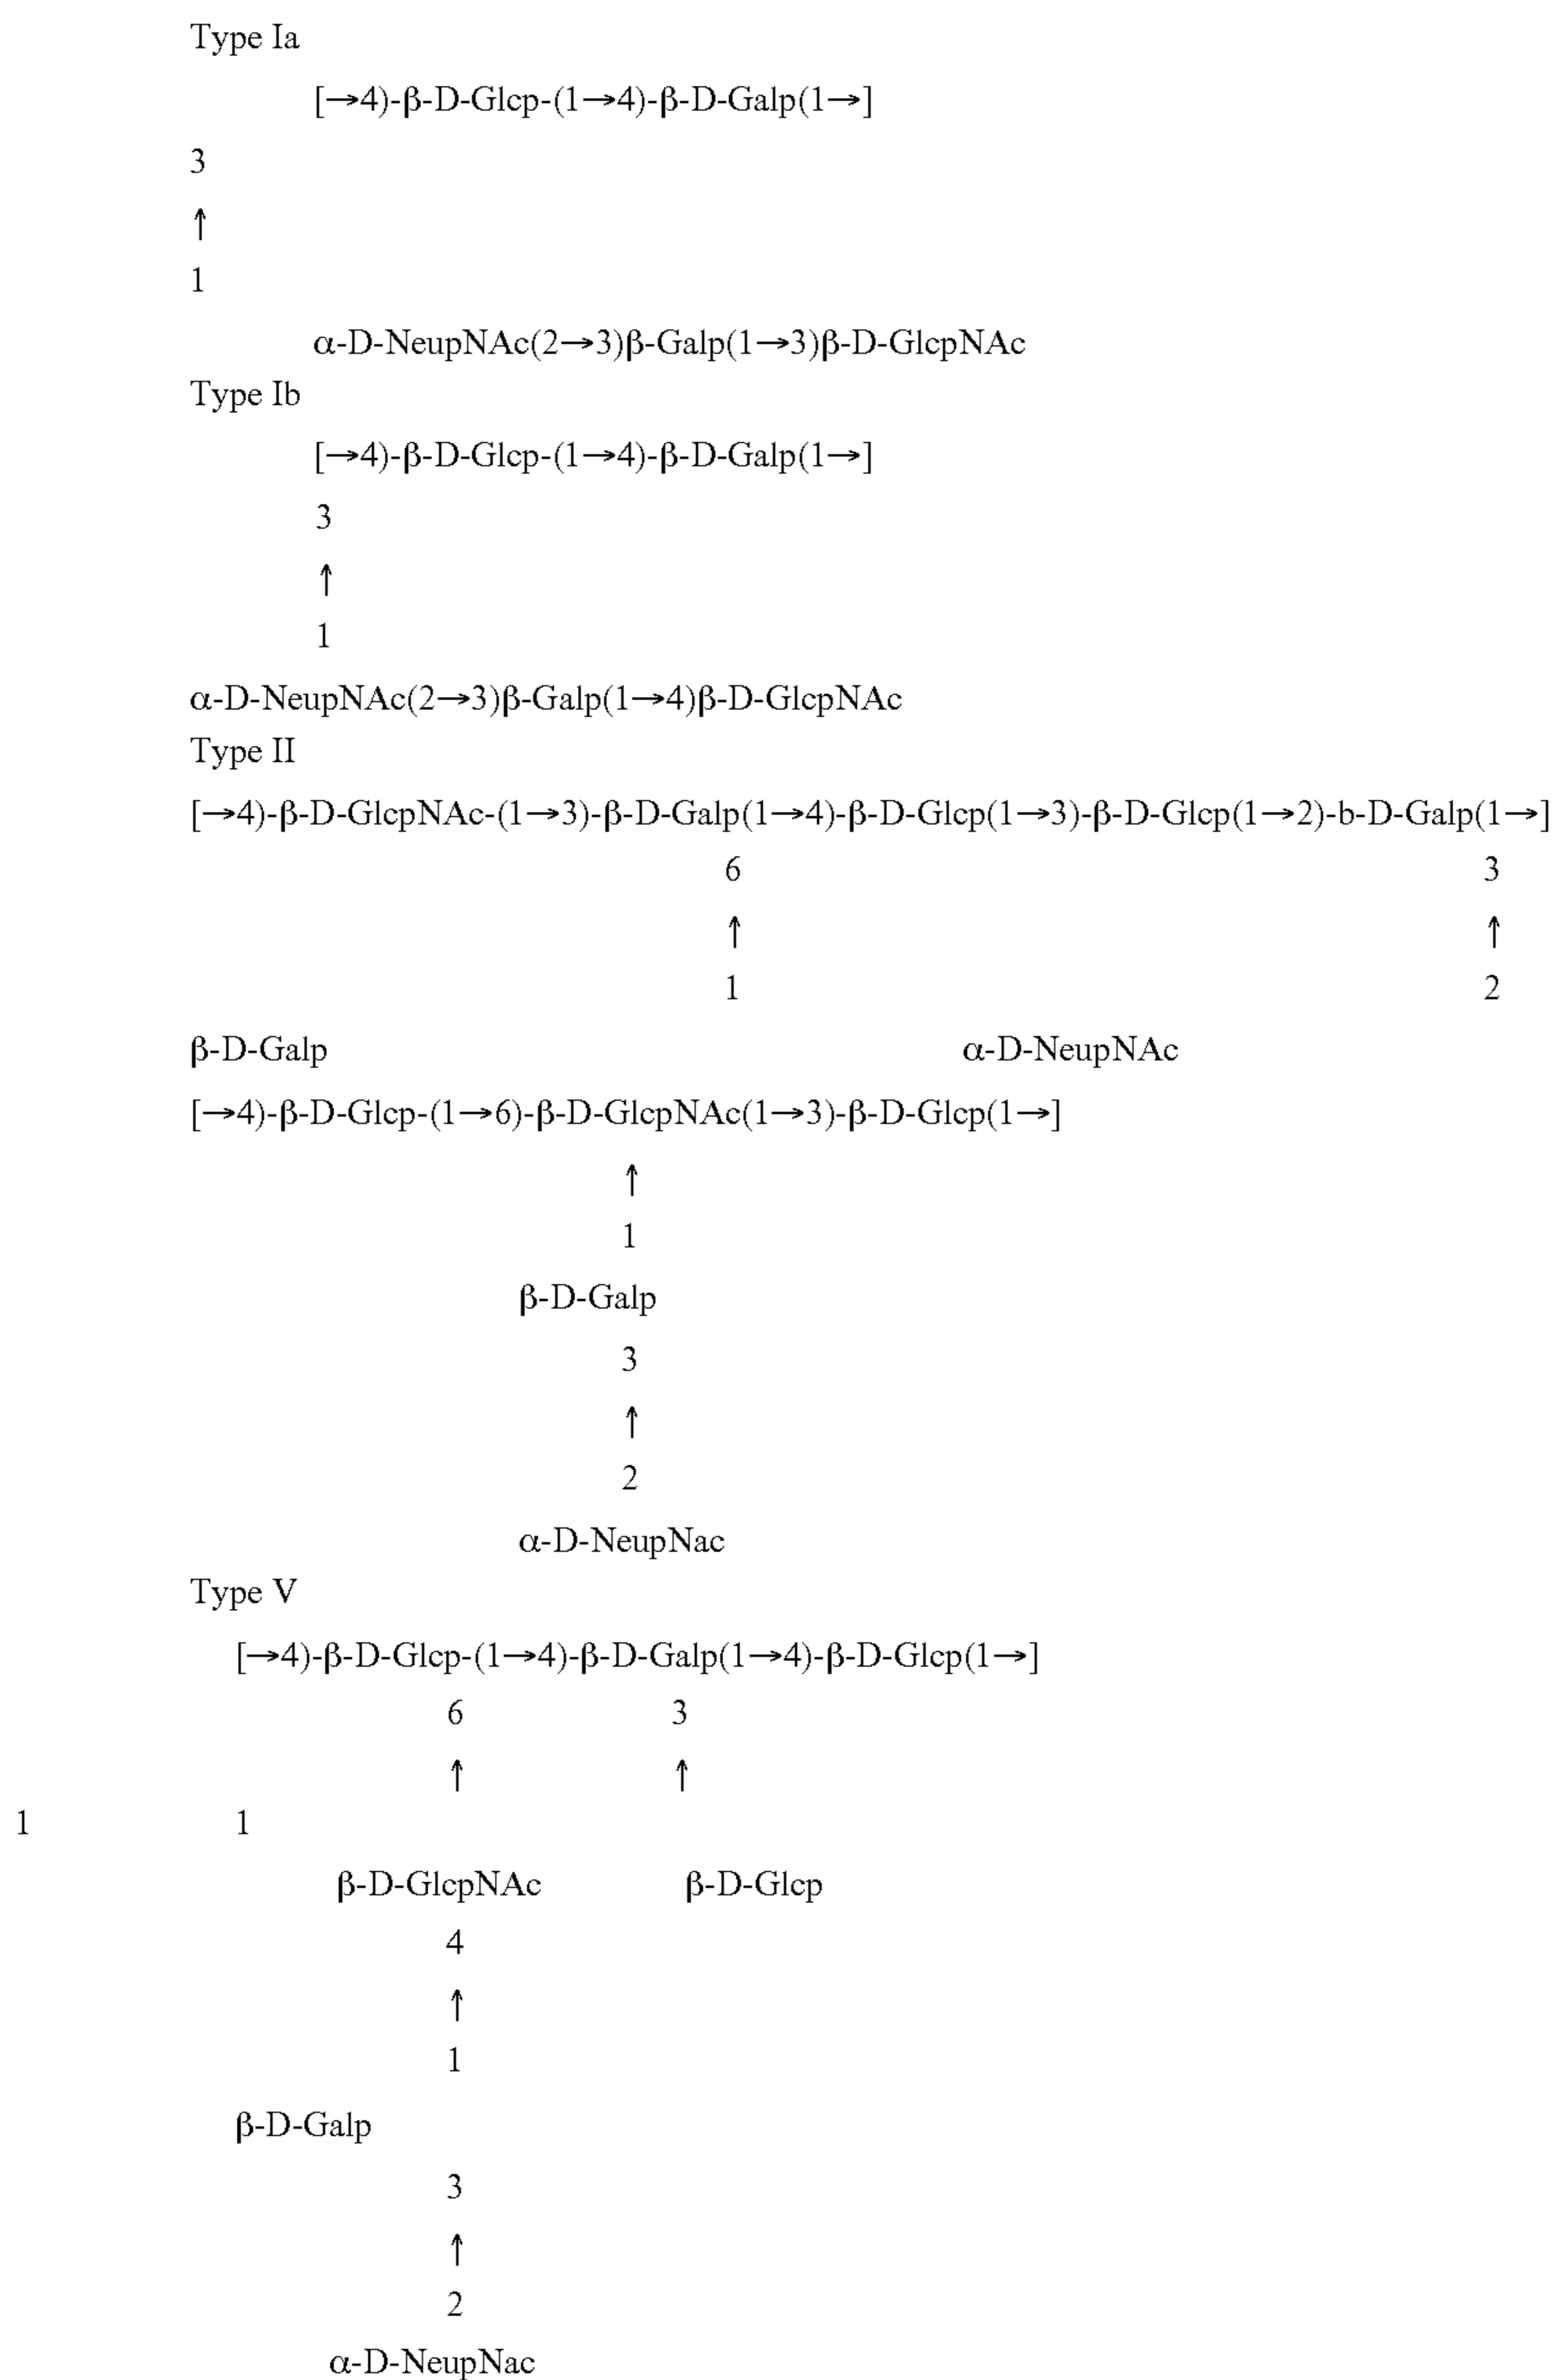 Type Ia
[→4)-β-D-Glcp-(1→4)-β-D-Galp(1→]
3
↑
1
α-D-NeupNAc(2→3)β-Galp(1→3)β-D-GlcpNAc
Type Ib
[→4)-β-D-Glcp-(1→4)-β-D-Galp(1→]
3
↑
1
α-D-NeupNAc(2→3)β-Galp(1→4)β-D-GlcpNAc
Type II
[→4)-β-D-GlcpNAc-(1→3)-β-D-Galp(1→4)-β-D-Glcp(1→3)-β-D-Glcp(1→2)-b-D-Galp(1→]
6 3
↑ ↑
1 2
β-D-Galp α-D-NeupNAc
[→4)-β-D-Glcp-(1→6)-β-D-GlcpNAc(1→3)-β-D-Glcp(1→]
↑
1
β-D-Galp
3
↑
2
α-D-NeupNac
Type V
[→4)-β-D-Glcp-(1→4)-β-D-Galp(1→4)-β-D-Glcp(1→]
6 3
↑ ↑
1 1
β-D-GlcpNAc β-D-Glcp
4
↑
1
β-D-Galp
3
↑
2
α-D-NeupNac